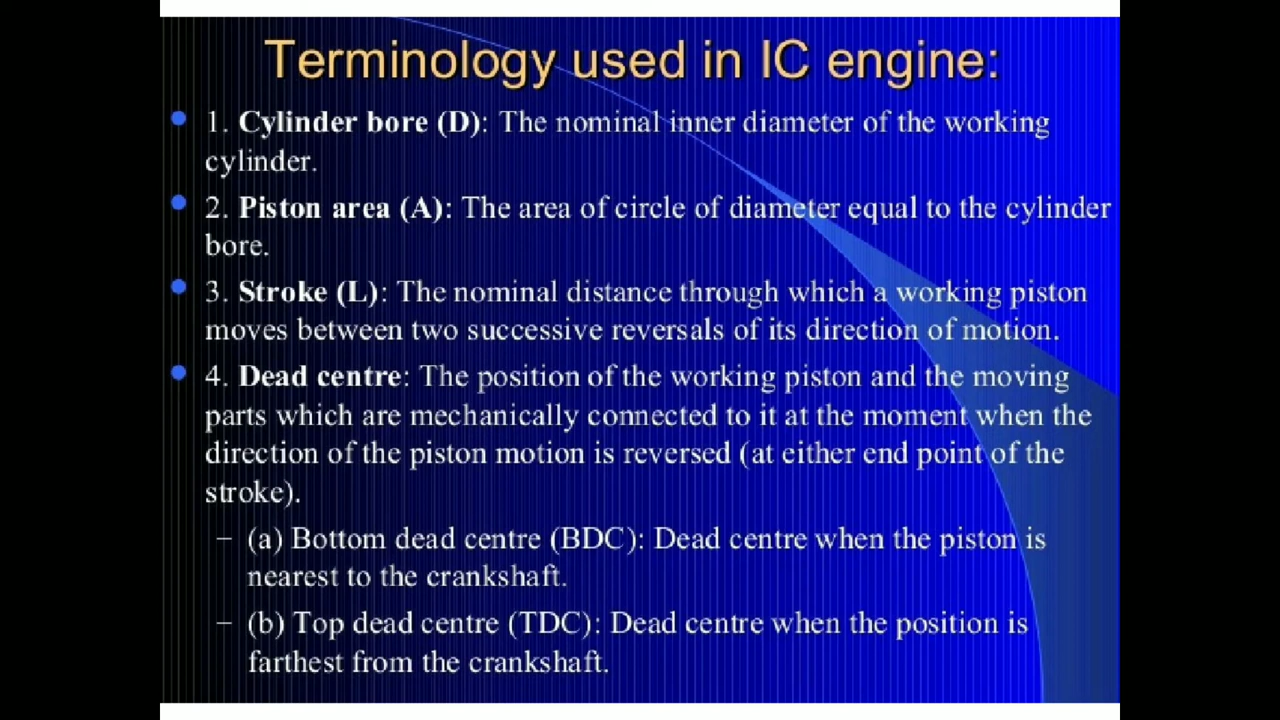 Terminology used in IC engine:
1. Cylinder bore (D): The nominal inner diameter of the working
cylinder.
2. Piston area (A): The area of circle of diameter equal to the cylinder
bore.
3. Stroke (L): The nominal distance through which a working piston
moves between two successive reversals of its direction of motion.
4. Dead centre: The position of the working piston and the moving
parts which are mechanically connected to it at the moment when the
direction of the piston motion is reversed (at either end point of the
stroke).
– (a) Bottom dead centre (BDC): Dead centre when the piston is
nearest to the crankshaft.
– (b) Top dead centre (TDC): Dead centre when the position is
farthest from the crankshaft.